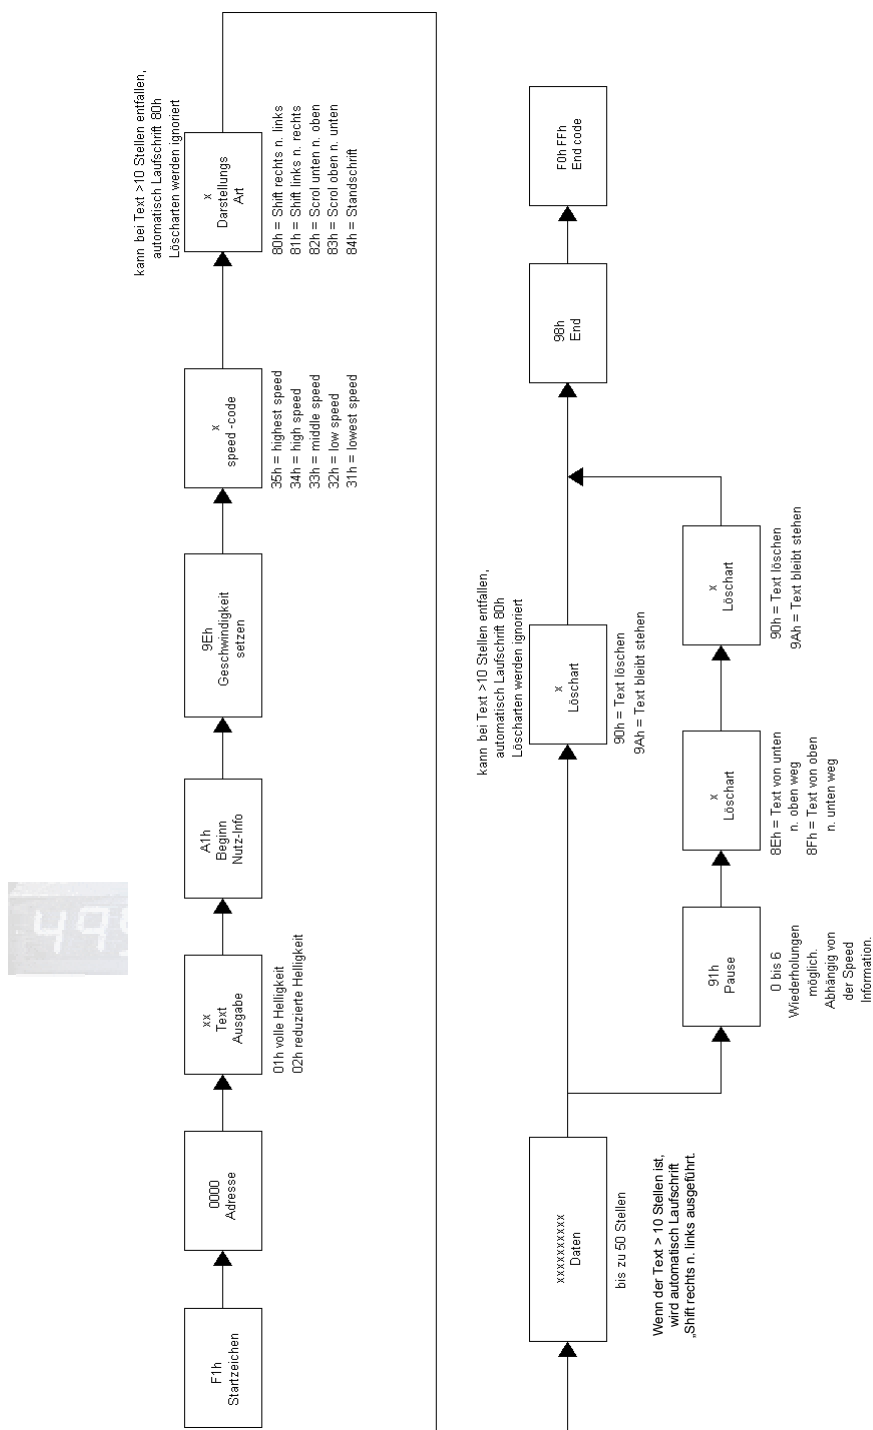 F1h
Startzeichen
0000
Adresse
xx
Text
Ausgabe
01h volle Helligkeit
02h reduzierte Helligkeit
A1h
Beginn
Nutz-Info
9Eh
Geschwindigkeit
setzen
x
speed -code
35h = highest speed
34h = high speed
33h = middle speed
32h = low speed
31h = lowest speed
kann bei Text >10 Stellen entfallen,
automatisch Laufschrift 80h
Löscharten werden ignoriert
x
Darstellungs
Art
80h = Shift rechts n. links
81h = Shift links n. rechts
82h = Scrol unten n. oben
83h = Scrol oben n. unten
84h = Standschrift
xxxxxxxxxx
Daten
bis zu 50 Stellen
Wenn der Text > 10 Stellen ist,
wird automatisch Laufschrift
„Shift rechts n. links ausgeführt.
91h
Pause
0 bis 6
Wiederholungen
möglich.
Abhängig von
der Speed
Information.
x
Löschart
8Eh = Text von unten
n. oben weg
8Fh = Text von oben
n. unten weg
x
Löschart
90h = Text löschen
9Ah = Text bleibt stehen
kann bei Text >10 Stellen entfallen,
automatisch Laufschrift 80h
Löscharten werden ignoriert
x
Löschart
90h = Text löschen
9Ah = Text bleibt stehen
98h
End
F0h FFh
End code